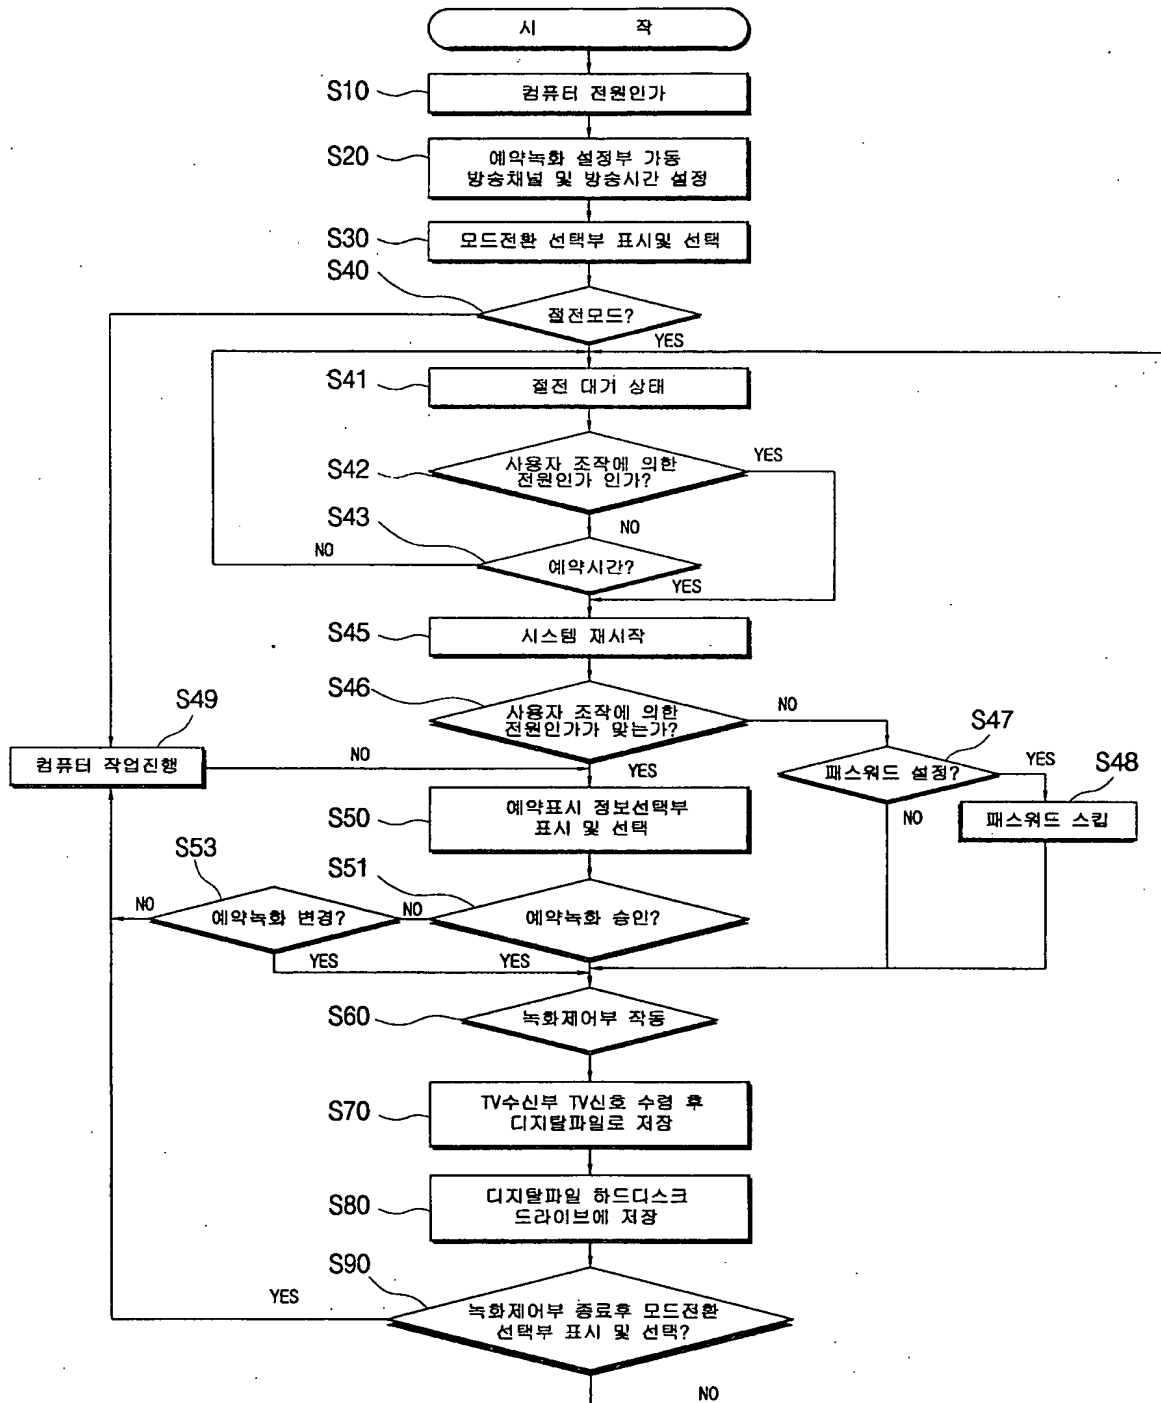 시 작
S10
컴퓨터 전원인가
S20
예약녹화 설정부 가동
방송채널 및 방송시간 설정
S30
모드전환 선택부 표시및 선택
S40
절전모드?
YES
S41
절전 대기 상태
S42
사용자 조작에 의한
전원인가 인가?
YES
S43
NO
NO
예약시간?
YES
S45
시스템 재시작
S46
사용자 조작에 의한
전원인가가 맞는가?
NO
S49
컴퓨터 작업진행
NO
YES
S47
패스워드 설정?
YES
S48
NO
패스워드 스킵
S50
예약표시 정보선택부
표시 및 선택
S53
S51
NO
예약녹화 변경?
NO
예약녹화 승인?
YES
YES
S60
녹화제어부 작동
S70
TV수신부 TV신호 수령 후
디지탈파일로 저장
S80
디지탈파일 하드디스크
드라이브에 저장
S90
YES
녹화제어부 종료후 모드전환
선택부 표시 및 선택?
NO